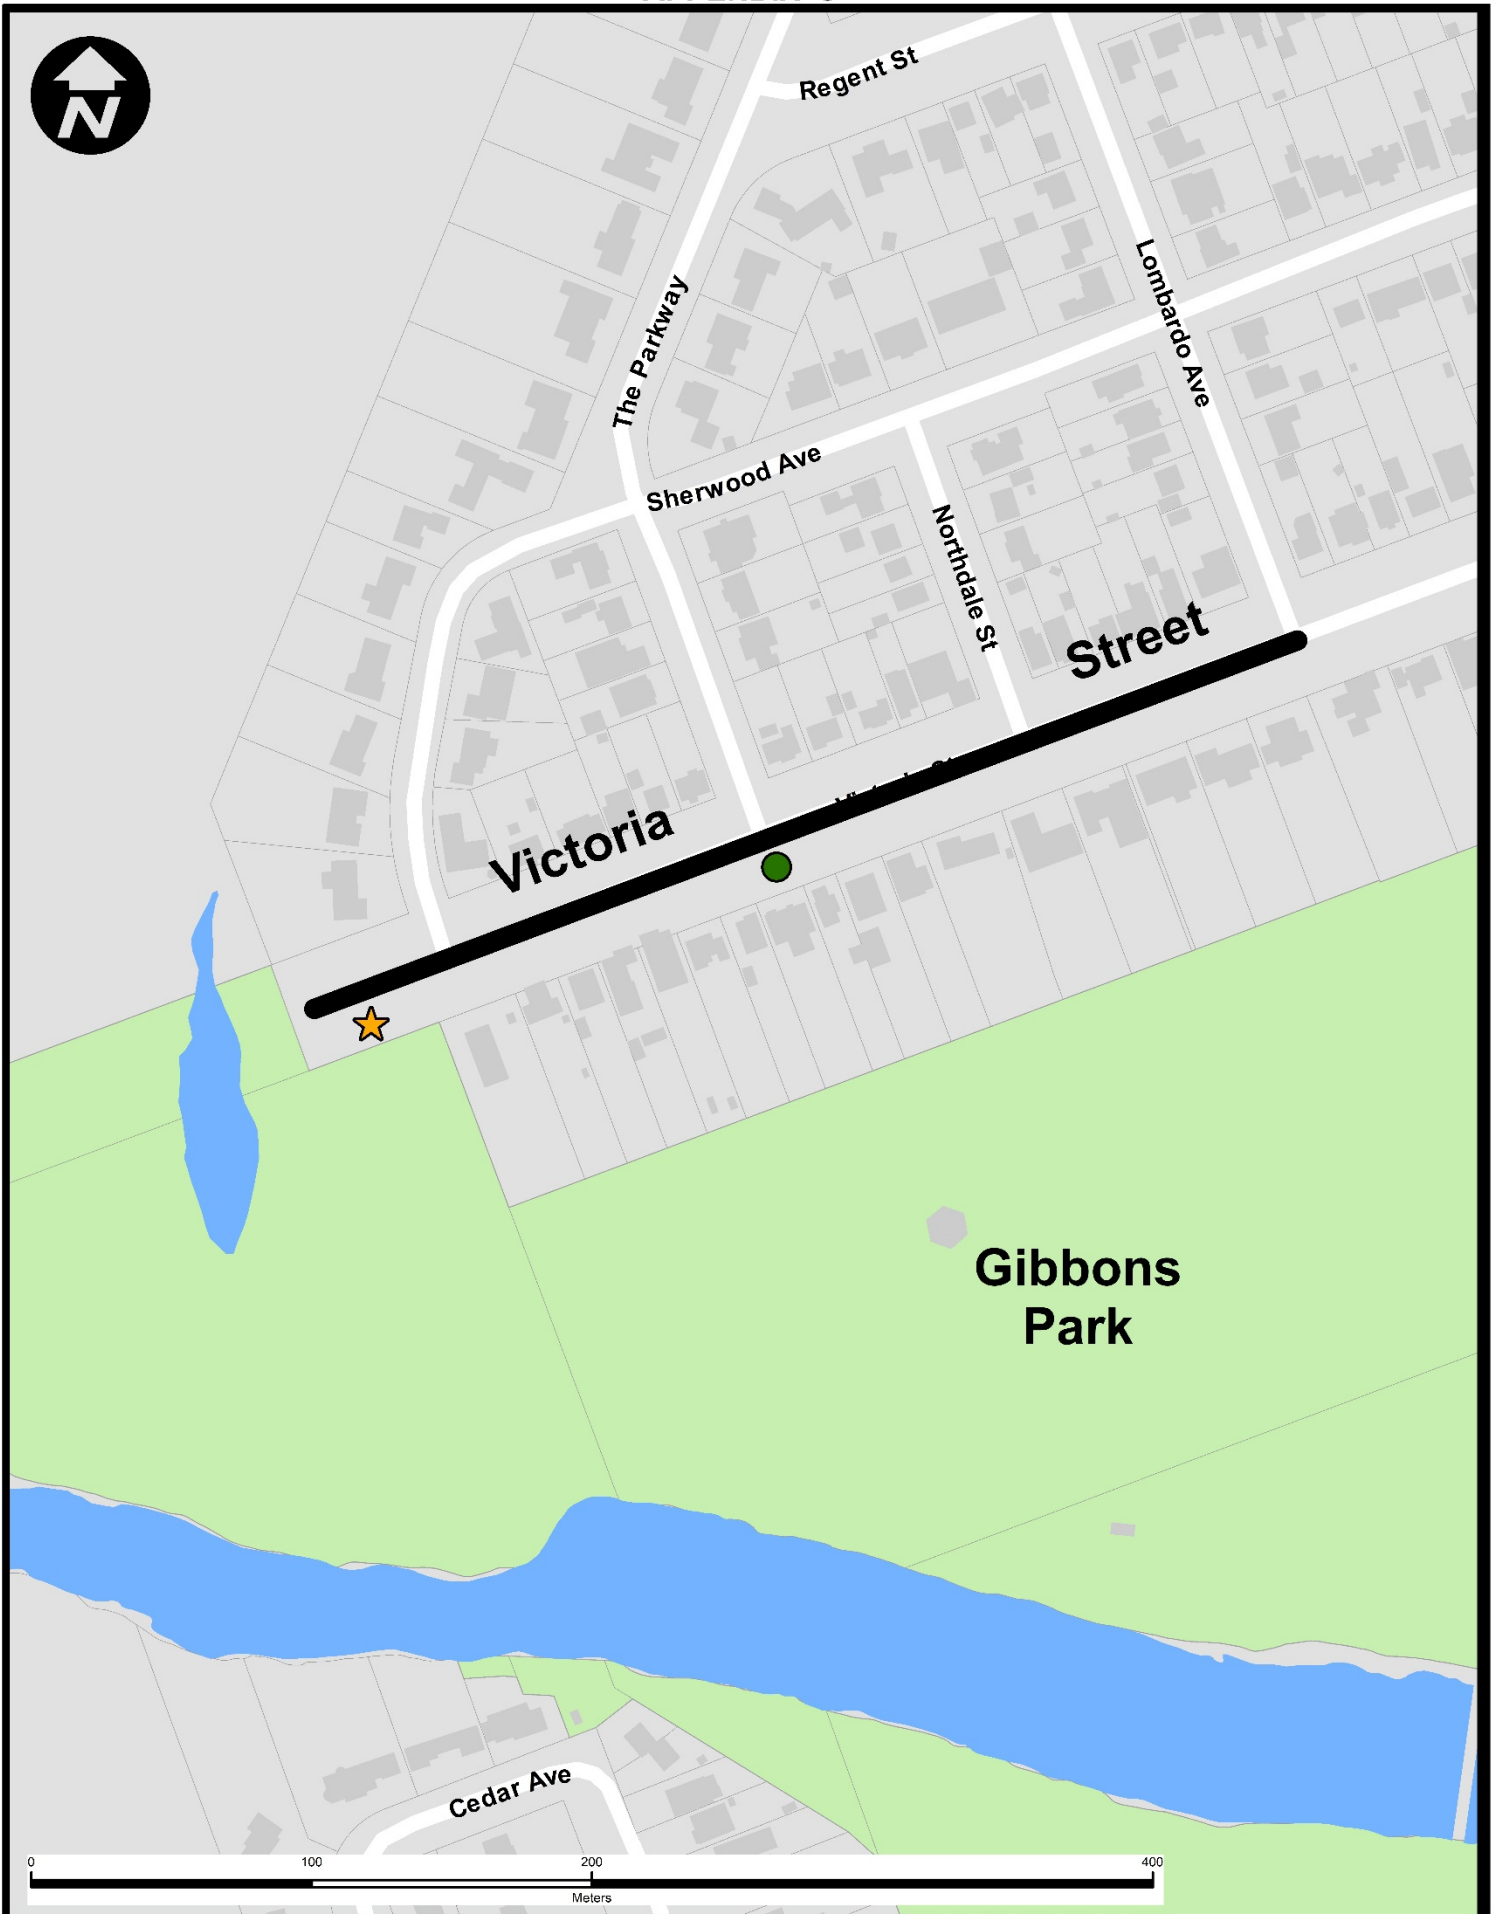 N
Regent St
Lombardo Ave
The Parkway
Sherwood Ave
Northdale St
Street
Victoria
Gibbons
Park
Cedar Ave
0 100 200 400
Meters